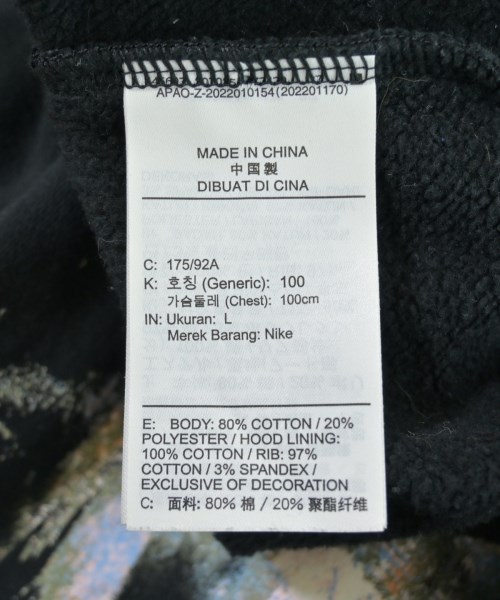 APAO-Z-2022010154(202201170)
MADE IN CHINA
中国製
DIBUAT DI CINA
C: 175/92A
K: 호칭 (Generic): 100
가슴둘레 (Chest): 100cm
IN: Ukuran: L
Merek Barang: Nike
E: BODY: 80% COTTON / 20%
POLYESTER / HOOD LINING:
100% COTTON / RIB: 97%
COTTON / 3% SPANDEX /
EXCLUSIVE OF DECORATION
C: 面料: 80% 棉 / 20% 聚酯纤维